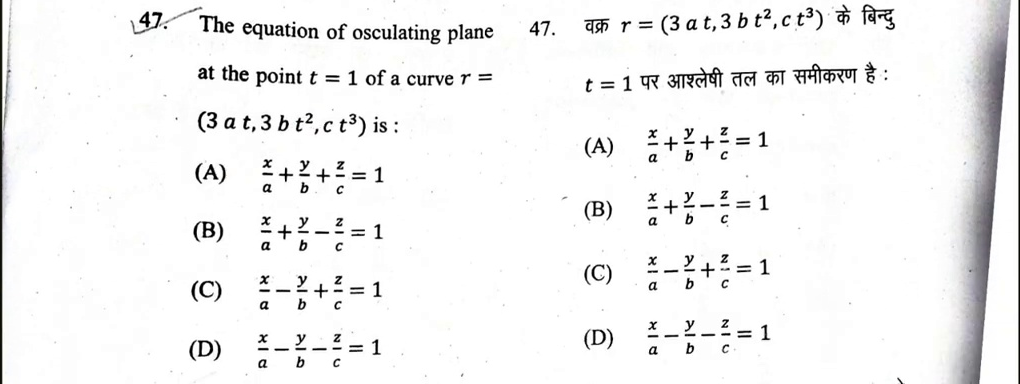 47. The equation of osculating plane
at the point t = 1 of a curve r =
(3 a t, 3 b t², c t³) is :
(A) x/a + y/b + z/c = 1
(B) x/a + y/b - z/c = 1
(C) x/a - y/b + z/c = 1
(D) x/a - y/b - z/c = 1
47. वक्र r = (3 a t, 3 b t², c t³) के बिन्दु
t = 1 पर आश्लेषी तल का समीकरण है :
(A) x/a + y/b + z/c = 1
(B) x/a + y/b - z/c = 1
(C) x/a - y/b + z/c = 1
(D) x/a - y/b - z/c = 1